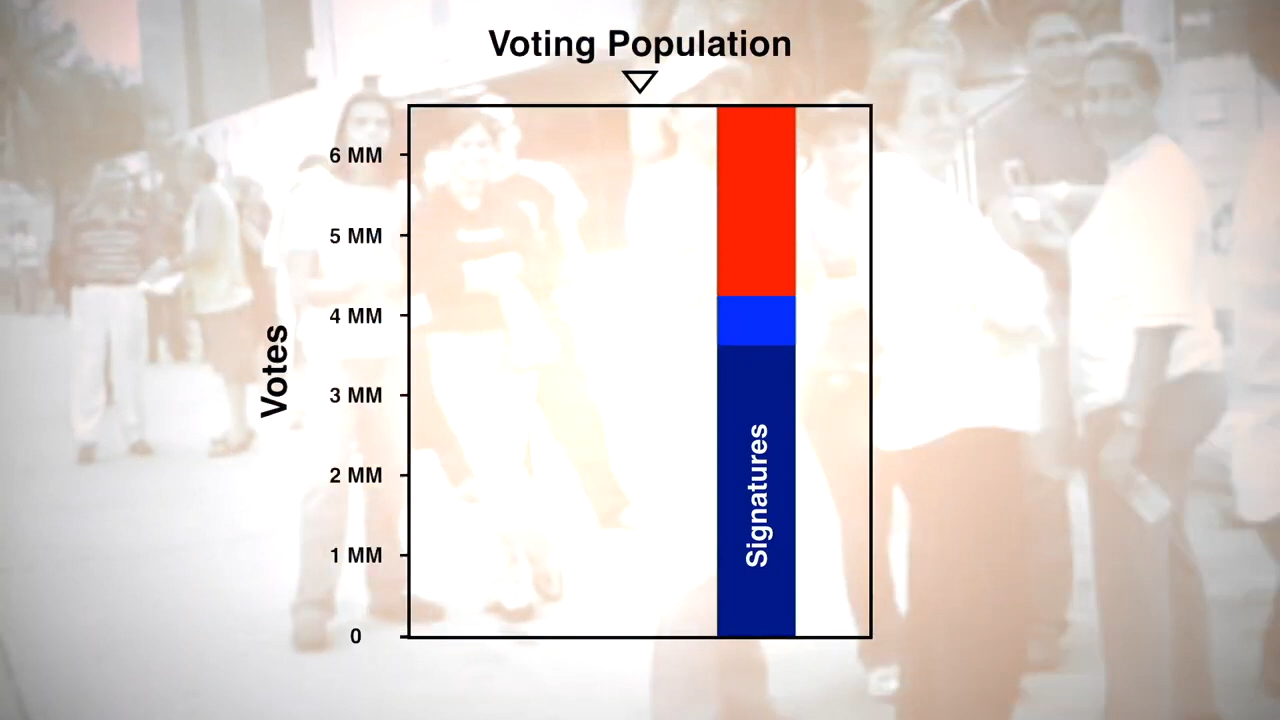 Voting Population
6 MM
5 MM
4 MM
3 MM
2 MM
1 MM
0
Votes
Signatures